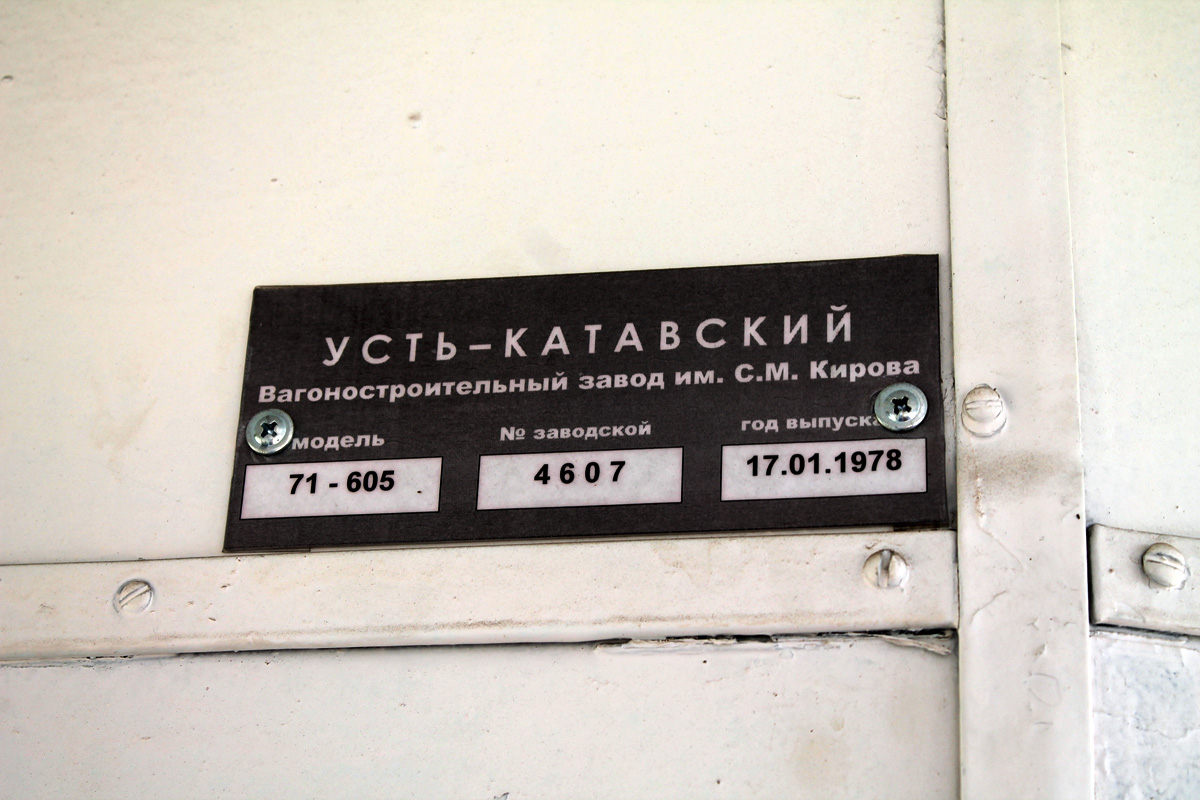 УСТЬ-КАТАВСКИЙ
Вагоностроительный завод им. С.М. Кирова
модель № заводской год выпуска
71 - 605 4607 17.01.1978